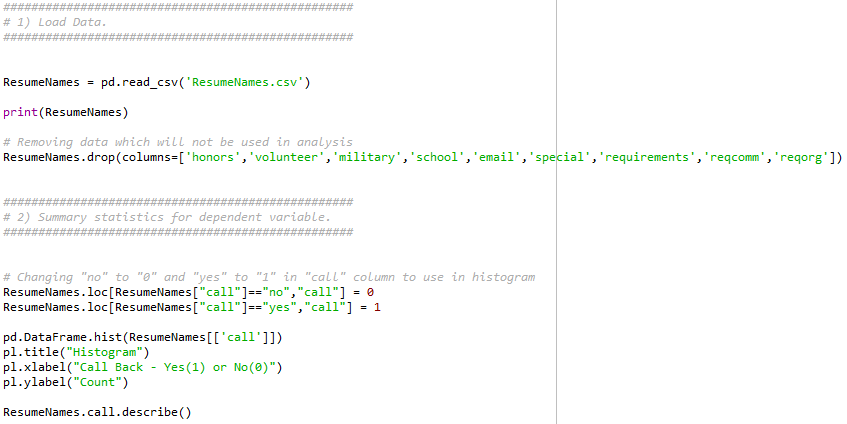 ##################################################
# 1) Load Data.
##################################################
ResumeNames = pd.read_csv('ResumeNames.csv')
print(ResumeNames)
# Removing data which will not be used in analysis
ResumeNames.drop(columns=['honors','volunteer','military','school','email','special','requirements','reqcomm','reqorg'])
##################################################
# 2) Summary statistics for dependent variable.
##################################################
# Changing "no" to "0" and "yes" to "1" in "call" column to use in histogram
ResumeNames.loc[ResumeNames["call"]=="no","call"] = 0
ResumeNames.loc[ResumeNames["call"]=="yes","call"] = 1
pd.DataFrame.hist(ResumeNames[['call']])
pl.title("Histogram")
pl.xlabel("Call Back - Yes(1) or No(0)")
pl.ylabel("Count")
ResumeNames.call.describe()